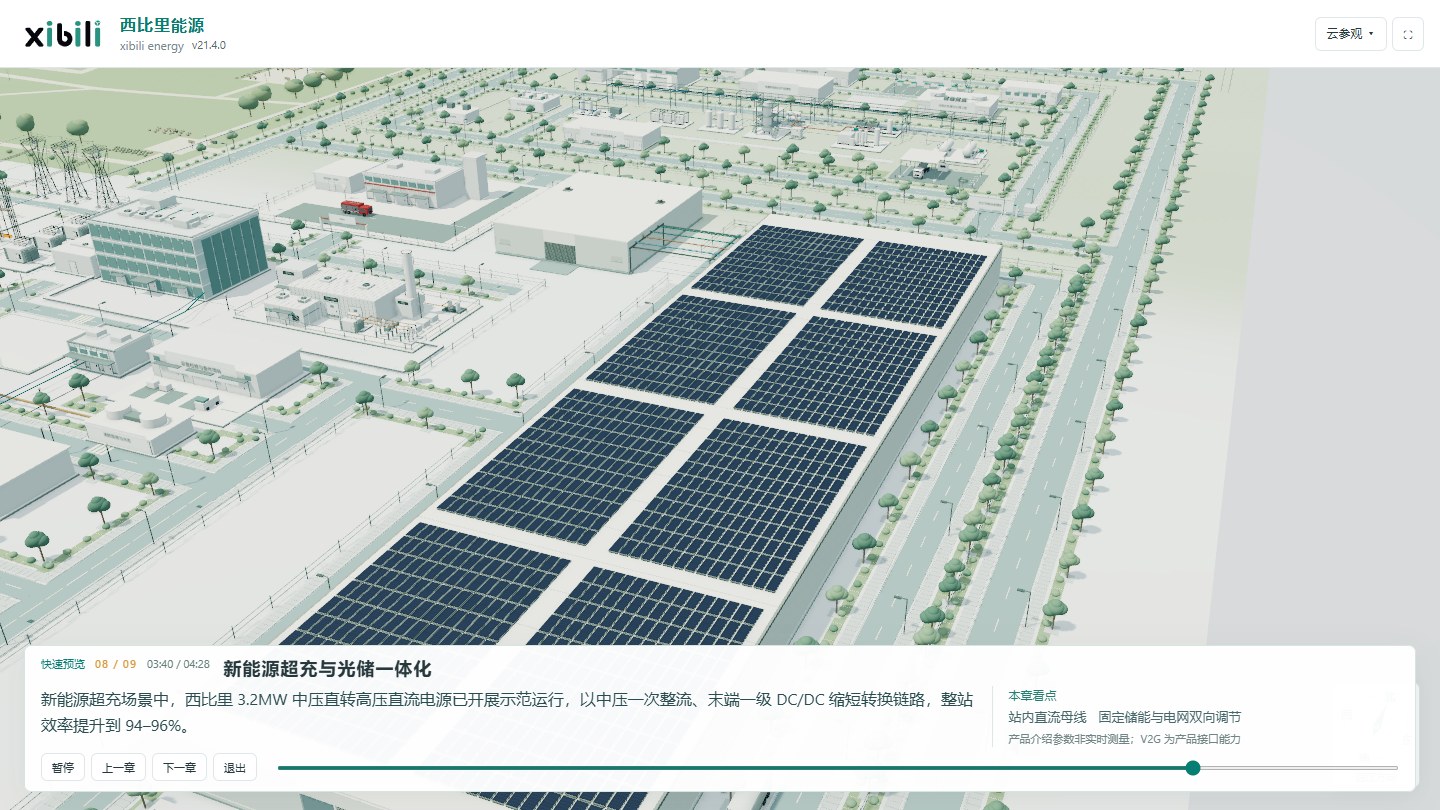 xibili
西比里能源
xibili energy v21.4.0
云参观
快速预览 08 / 09 03:40 / 04:28 新能源超充与光储一体化
新能源超充场景中，西比里 3.2MW 中压直转高压直流电源已开展示范运行，以中压一次整流、末端一级 DC/DC 缩短转换链路，整站
效率提升到 94–96%。
本章看点
站内直流母线 固定储能与电网双向调节
产品介绍参数非实时测量；V2G 为产品接口能力
暂停 上一章 下一章 退出